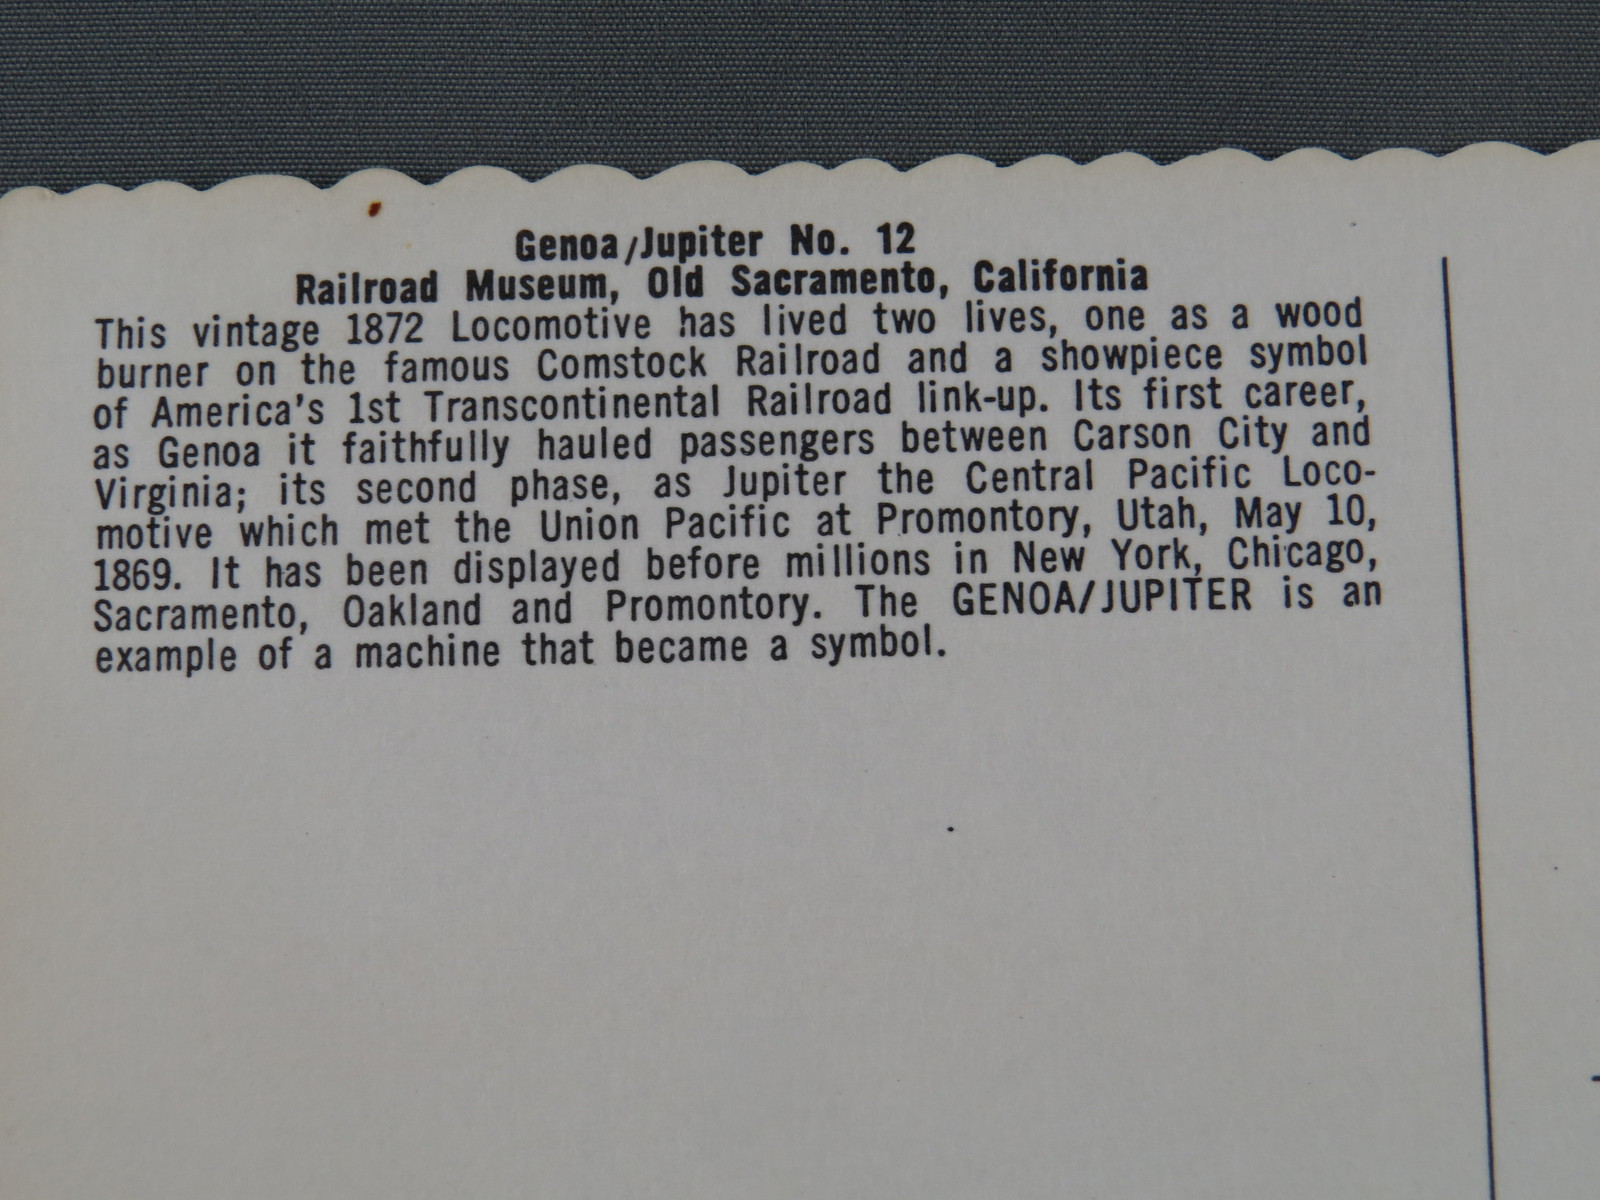 Genoa/Jupiter No. 12
Railroad Museum, Old Sacramento, California
This vintage 1872 Locomotive has lived two lives, one as a wood
burner on the famous Comstock Railroad and a showpiece symbol
of America's 1st Transcontinental Railroad link-up. Its first career,
as Genoa it faithfully hauled passengers between Carson City and
Virginia; its second phase, as Jupiter the Central Pacific Loco-
motive which met the Union Pacific at Promontory, Utah, May 10,
1869. It has been displayed before millions in New York, Chicago,
Sacramento, Oakland and Promontory. The GENOA/JUPITER is an
example of a machine that became a symbol.